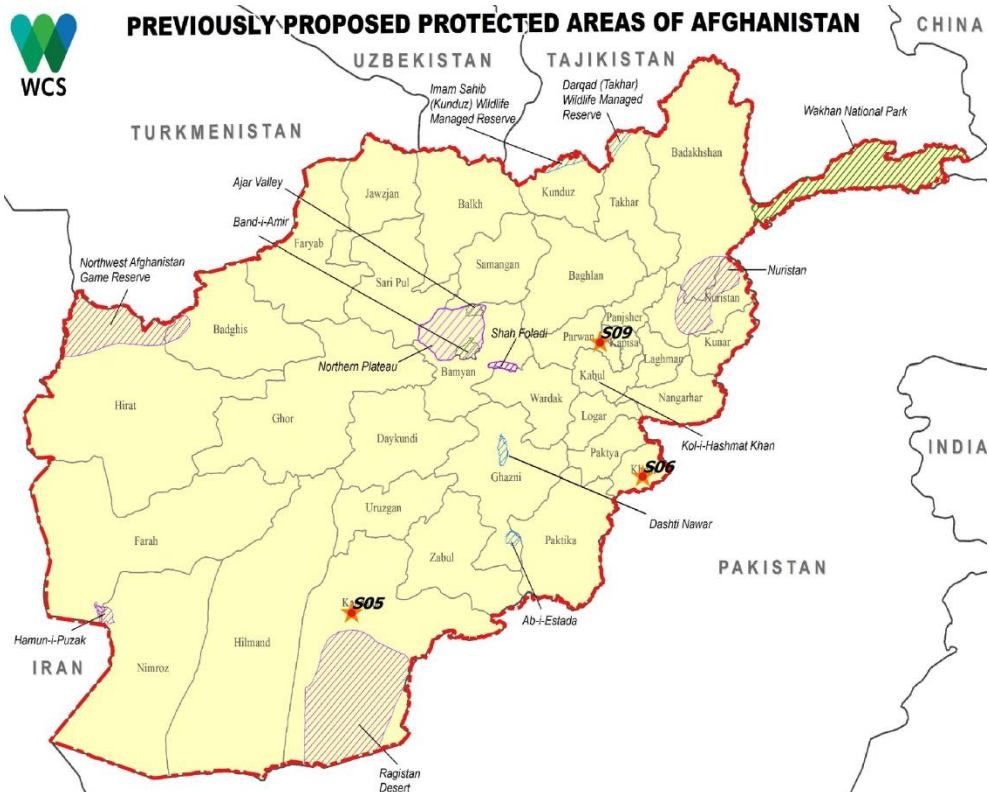 PREVIOUSLY PROPOSED PROTECTED AREAS OF AFGHANISTAN
WCS
CHINA
UZBEKISTAN
TAJIKISTAN
TURKMENISTAN
Imam Sahib
(Kunduz) Wildlife
Managed Reserve
Darqad (Takhar)
Wildlife Managed
Reserve
Wakhan National Park
Badakhshan
Ajar Valley
Jawzjan
Balkh
Kunduz
Takhar
Band-i-Amir
Faryab
Samangan
Northwest Afghanistan
Game Reserve
Sari Pul
Baghlan
Nuristan
Nuristan
Badghis
Panjsher
Shah Foladi
Parwan
S09
Kapisa
Kunar
Northern Plateau
Bamyan
Laghman
Kabul
Hirat
Ghor
Wardak
Nangarhar
Logar
Daykundi
Paktya
Kol-i-Hashmat Khan
INDIA
S06
Ghazni
Uruzgan
Dashti Nawar
Farah
Zabul
Paktika
PAKISTAN
S05
Ab-i-Estada
Hamun-i-Puzak
Hilmand
IRAN
Nimroz
Ragistan
Desert